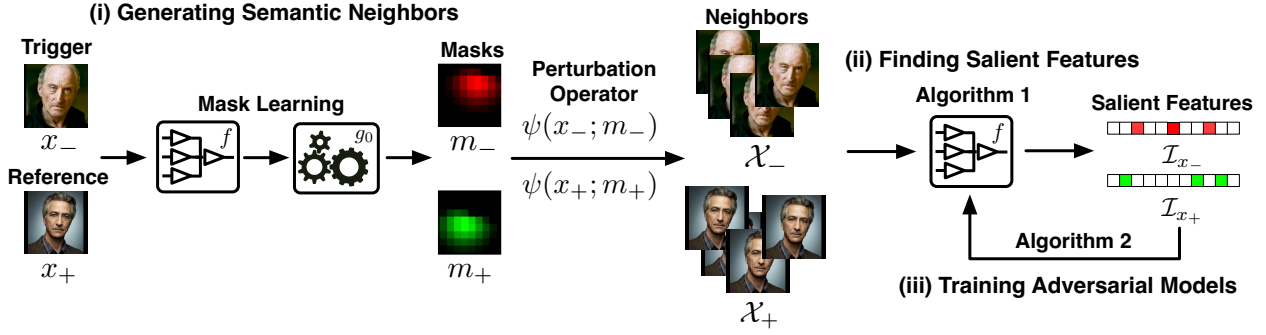 (i) Generating Semantic Neighbors
Trigger
x_-
Reference
x_+
Mask Learning
f
g_0
Masks
m_-
m_+
Perturbation
Operator
ψ(x_-; m_-)
ψ(x_+; m_+)
Neighbors
𝒳_-
𝒳_+
(ii) Finding Salient Features
Algorithm 1
f
Salient Features
ℐ_{x_-}
ℐ_{x_+}
Algorithm 2
(iii) Training Adversarial Models